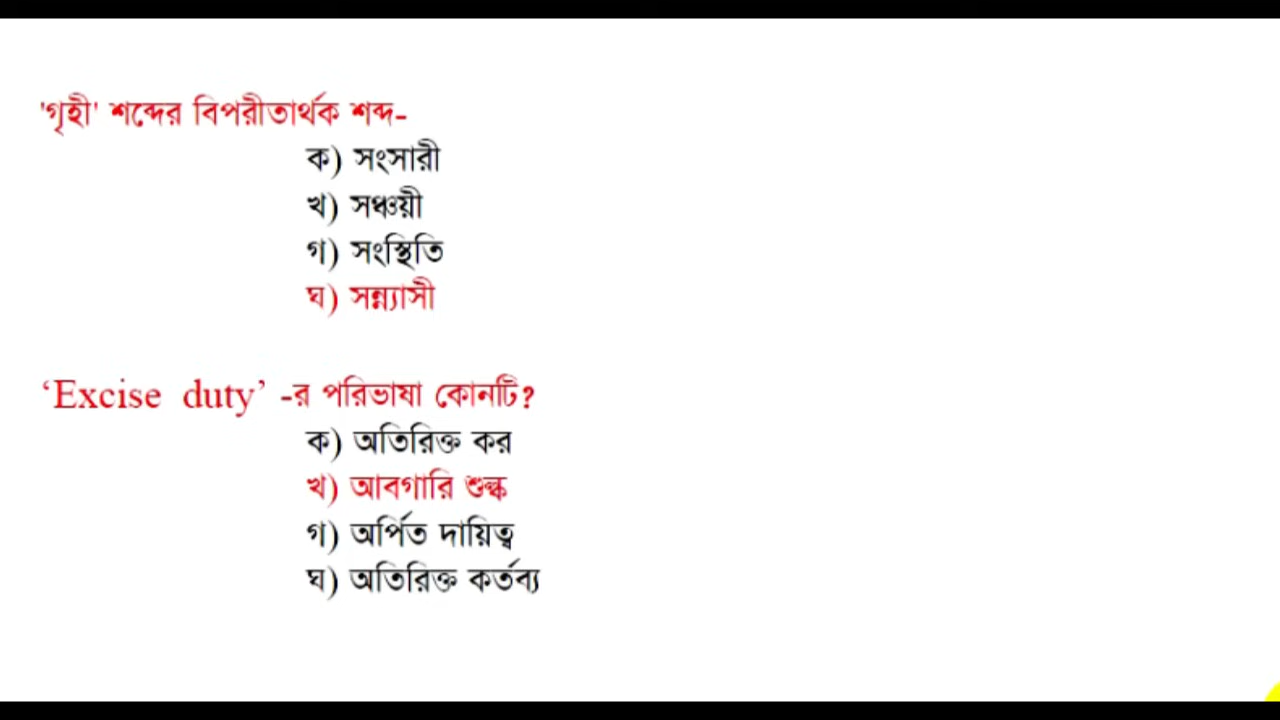 'গৃহী' শব্দের বিপরীতার্থক শব্দ-
ক) সংসারী
খ) সঞ্চয়ী
গ) সংস্থিতি
ঘ) সন্ন্যাসী
‘Excise duty’ -র পরিভাষা কোনটি?
ক) অতিরিক্ত কর
খ) আবগারি শুল্ক
গ) অর্পিত দায়িত্ব
ঘ) অতিরিক্ত কর্তব্য